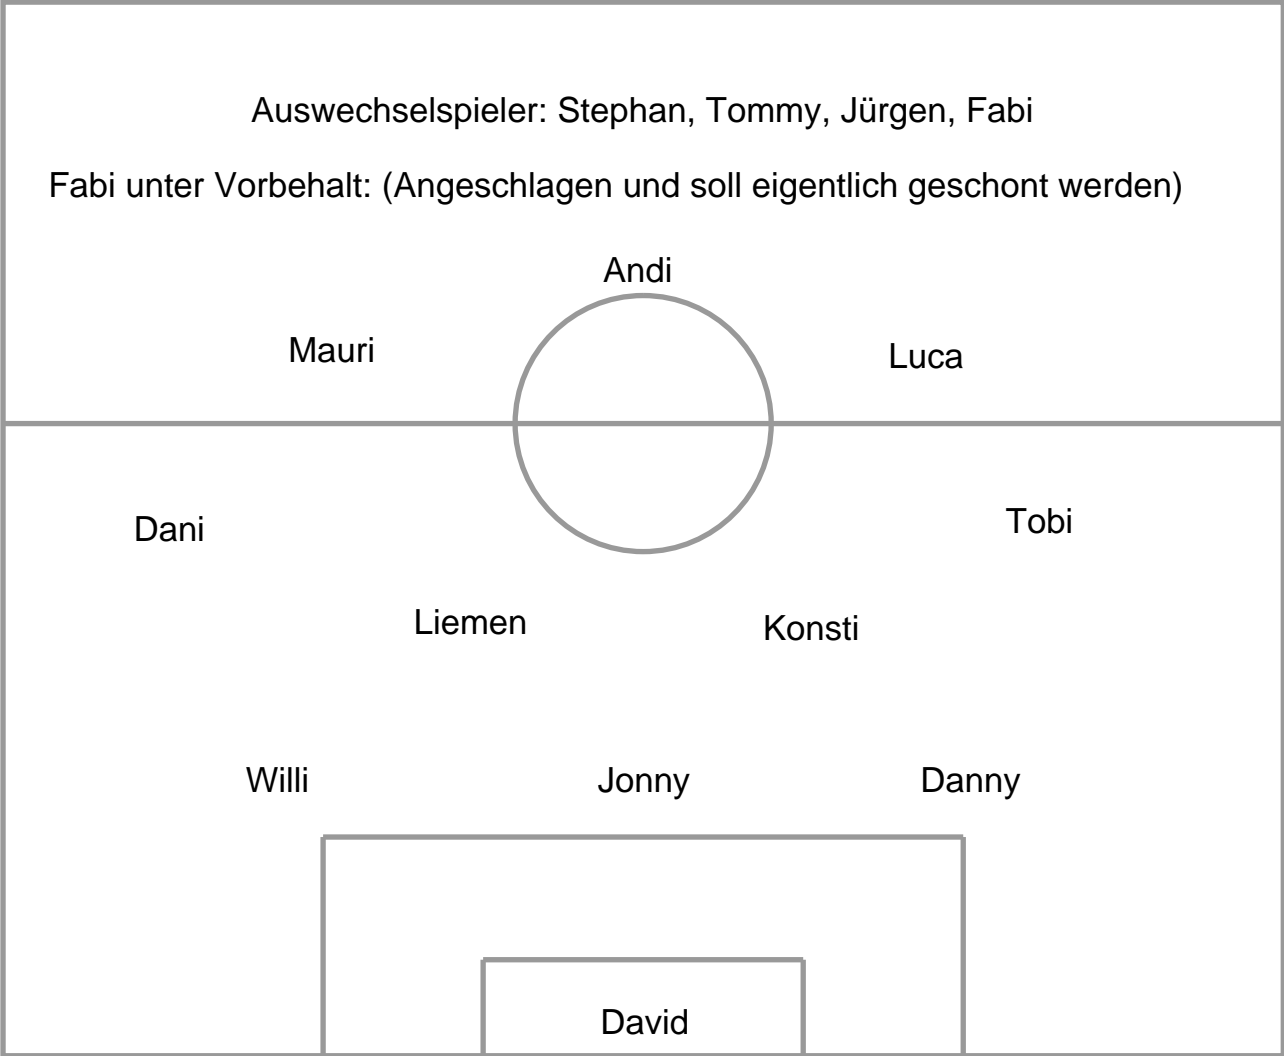 Auswechselspieler: Stephan, Tommy, Jürgen, Fabi
Fabi unter Vorbehalt: (Angeschlagen und soll eigentlich geschont werden)
Andi
Mauri
Luca
Dani
Tobi
Liemen
Konsti
Willi
Jonny
Danny
David